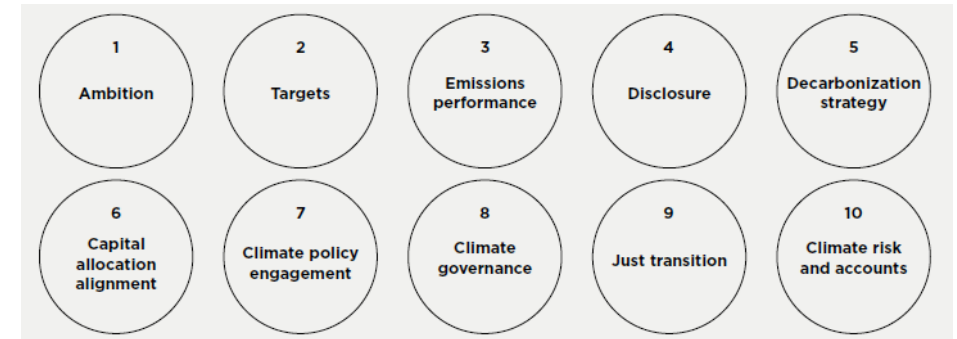 1
Ambition
2
Targets
3
Emissions
performance
4
Disclosure
5
Decarbonization
strategy
6
Capital
allocation
alignment
7
Climate policy
engagement
8
Climate
governance
9
Just transition
10
Climate risk
and accounts